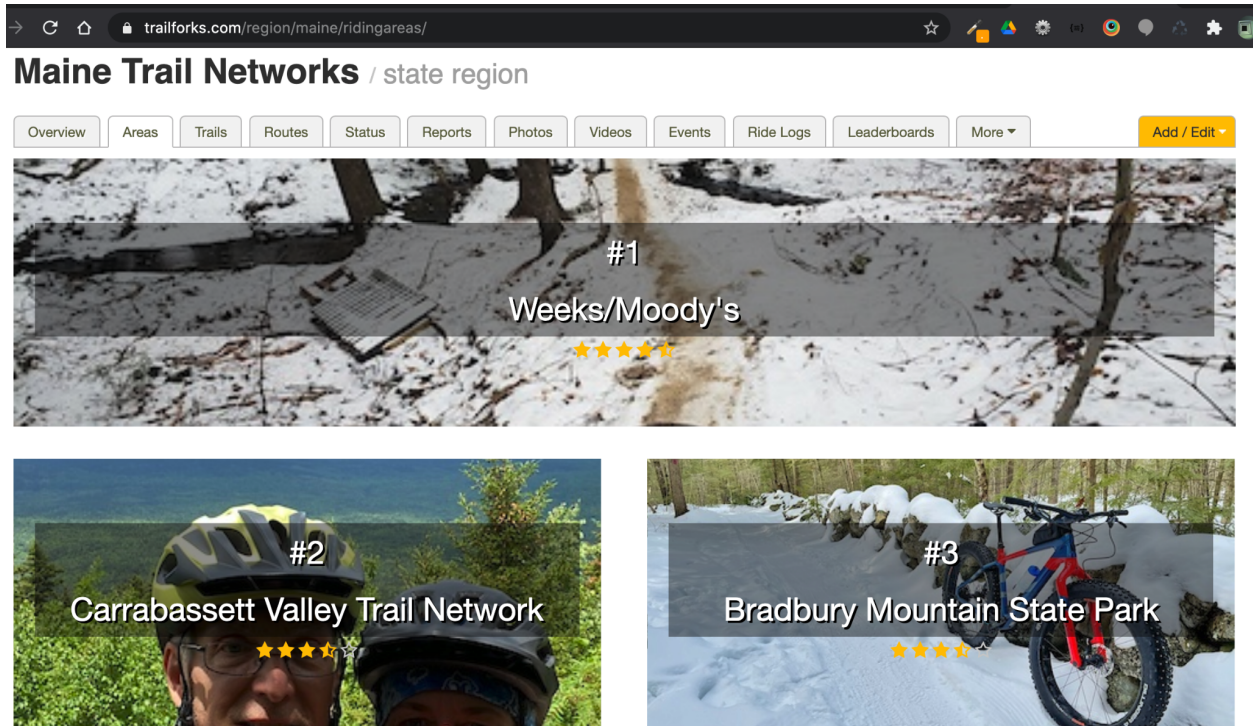 trailforks.com/region/maine/ridingareas/
Maine Trail Networks / state region
Overview Areas Trails Routes Status Reports Photos Videos Events Ride Logs Leaderboards More Add / Edit
#1
Weeks/Moody's
#2
Carrabassett Valley Trail Network
#3
Bradbury Mountain State Park